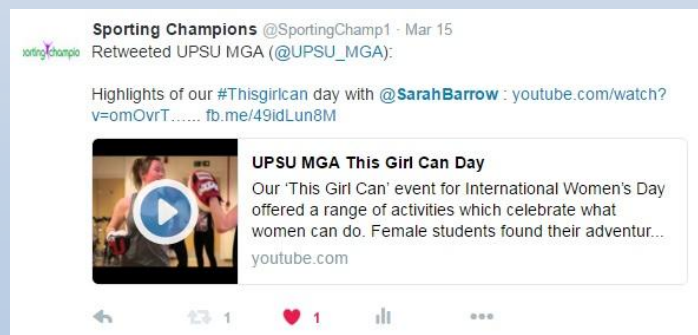 Sporting Champions @SportingChamp1 · Mar 15
orting champio
Retweeted UPSU MGA (@UPSU_MGA):
Highlights of our #Thisgirlcan day with @SarahBarrow : youtube.com/watch?
v=omOvrT…... fb.me/49idLun8M
UPSU MGA This Girl Can Day
Our ‘This Girl Can’ event for International Women’s Day
offered a range of activities which celebrate what
women can do. Female students found their adventur...
youtube.com
1 1